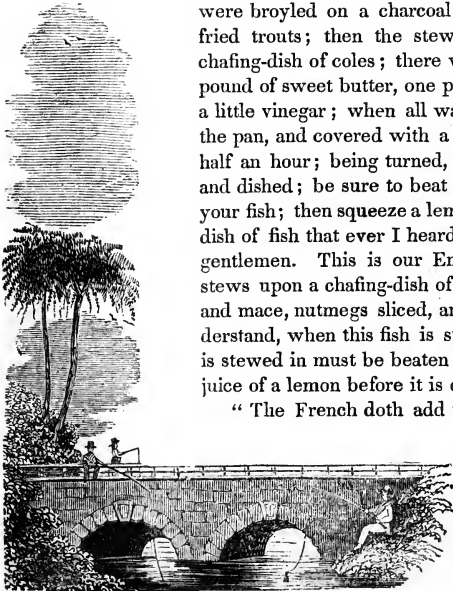 were broyled on a charcoal
fried trouts; then the stew
chafing-dish of coles; there
pound of sweet butter, one p
a little vinegar; when all wa
the pan, and covered with a
half an hour; being turned,
and dished; be sure to beat
your fish; then squeeze a lem
dish of fish that ever I heard
gentlemen. This is our En
stews upon a chafing-dish of
and mace, nutmegs sliced, an
derstand, when this fish is s
is stewed in must be beaten
juice of a lemon before it is
“ The French doth add